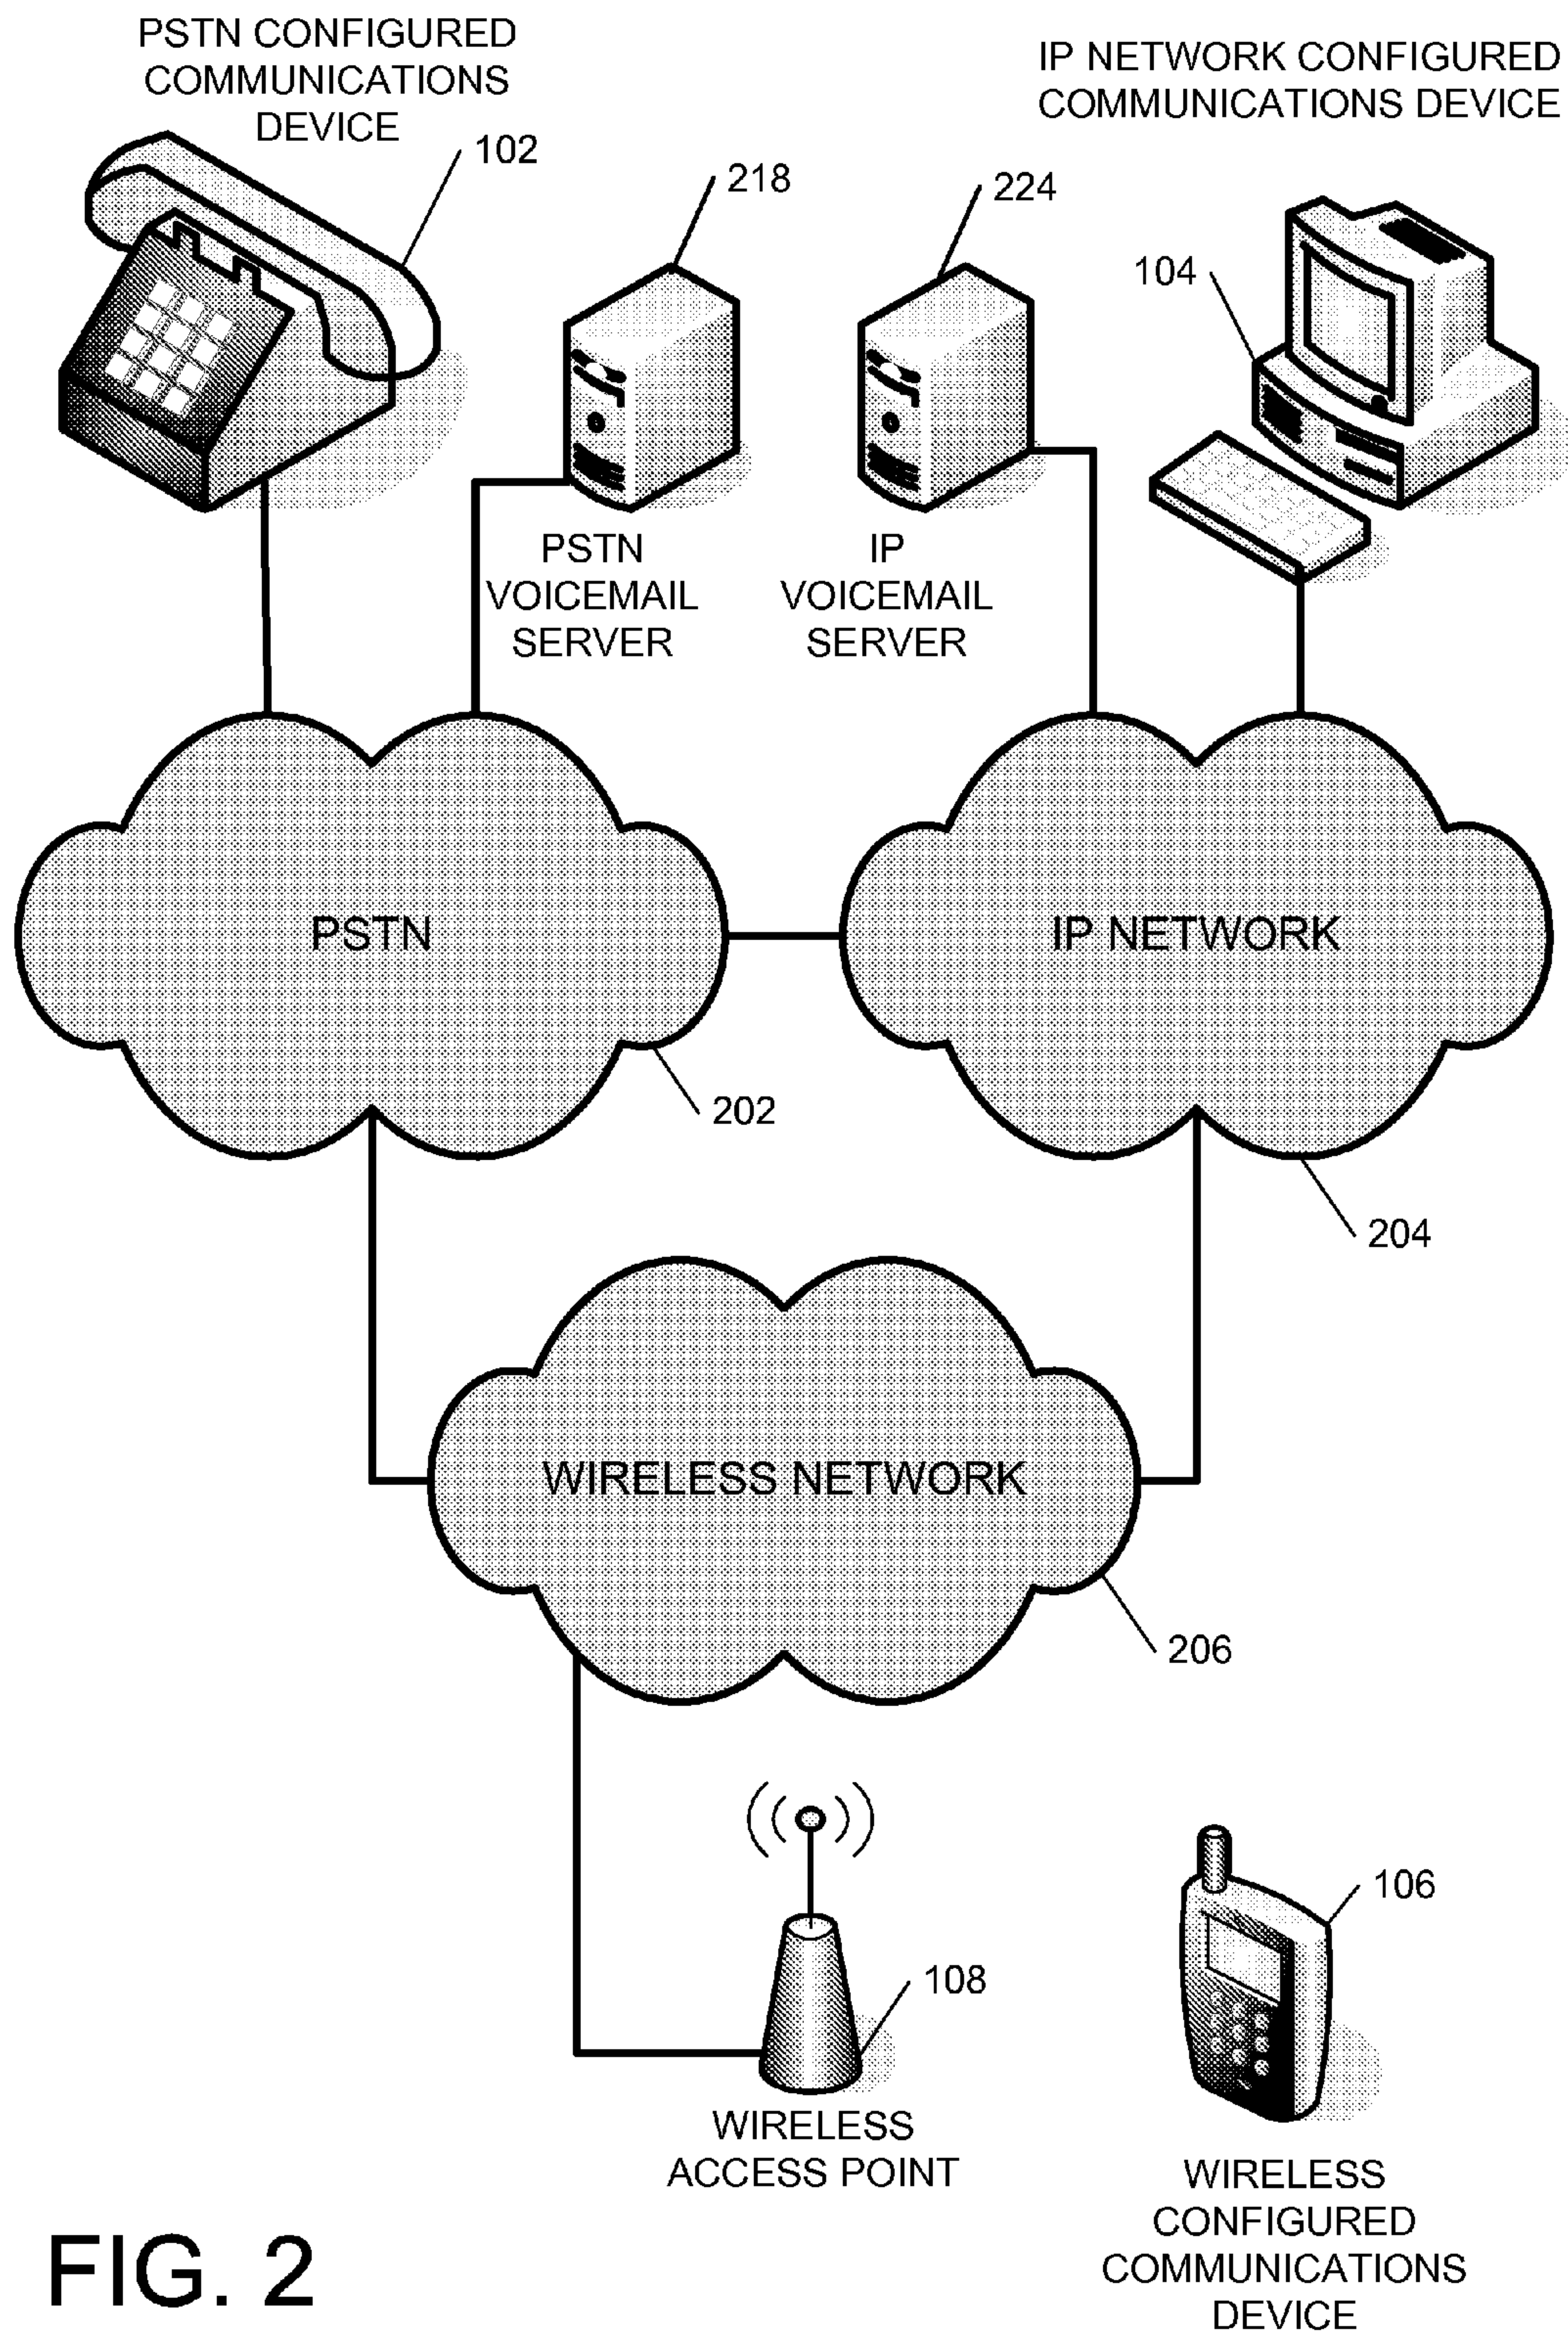 PSTN CONFIGURED
COMMUNICATIONS
DEVICE
IP NETWORK CONFIGURED
COMMUNICATIONS DEVICE
102
218
224
104
PSTN
VOICEMAIL
SERVER
IP
VOICEMAIL
SERVER
PSTN
IP NETWORK
202
204
WIRELESS NETWORK
206
106
108
WIRELESS
ACCESS POINT
WIRELESS
CONFIGURED
COMMUNICATIONS
DEVICE
FIG. 2